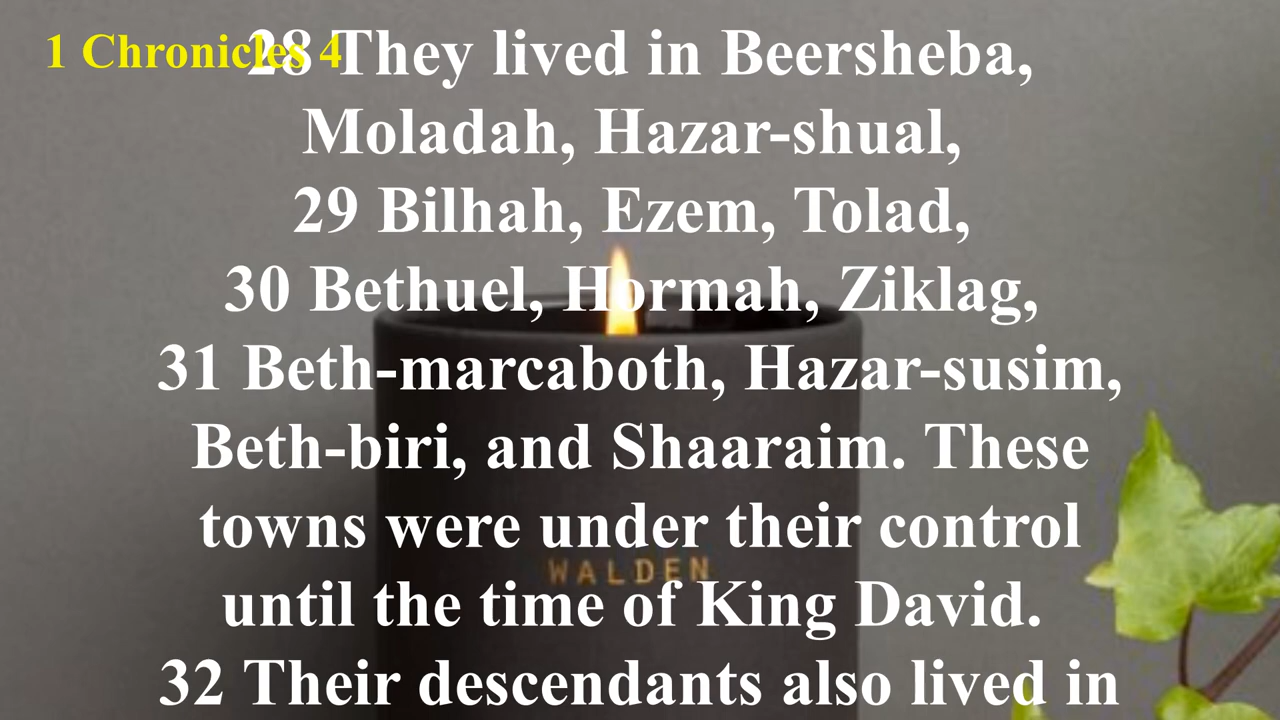 1 Chronicles 4
28 They lived in Beersheba,
Moladah, Hazar-shual,
29 Bilhah, Ezem, Tolad,
30 Bethuel, Hormah, Ziklag,
31 Beth-marcaboth, Hazar-susim,
Beth-biri, and Shaaraim. These
towns were under their control
WALDEN
until the time of King David.
32 Their descendants also lived in